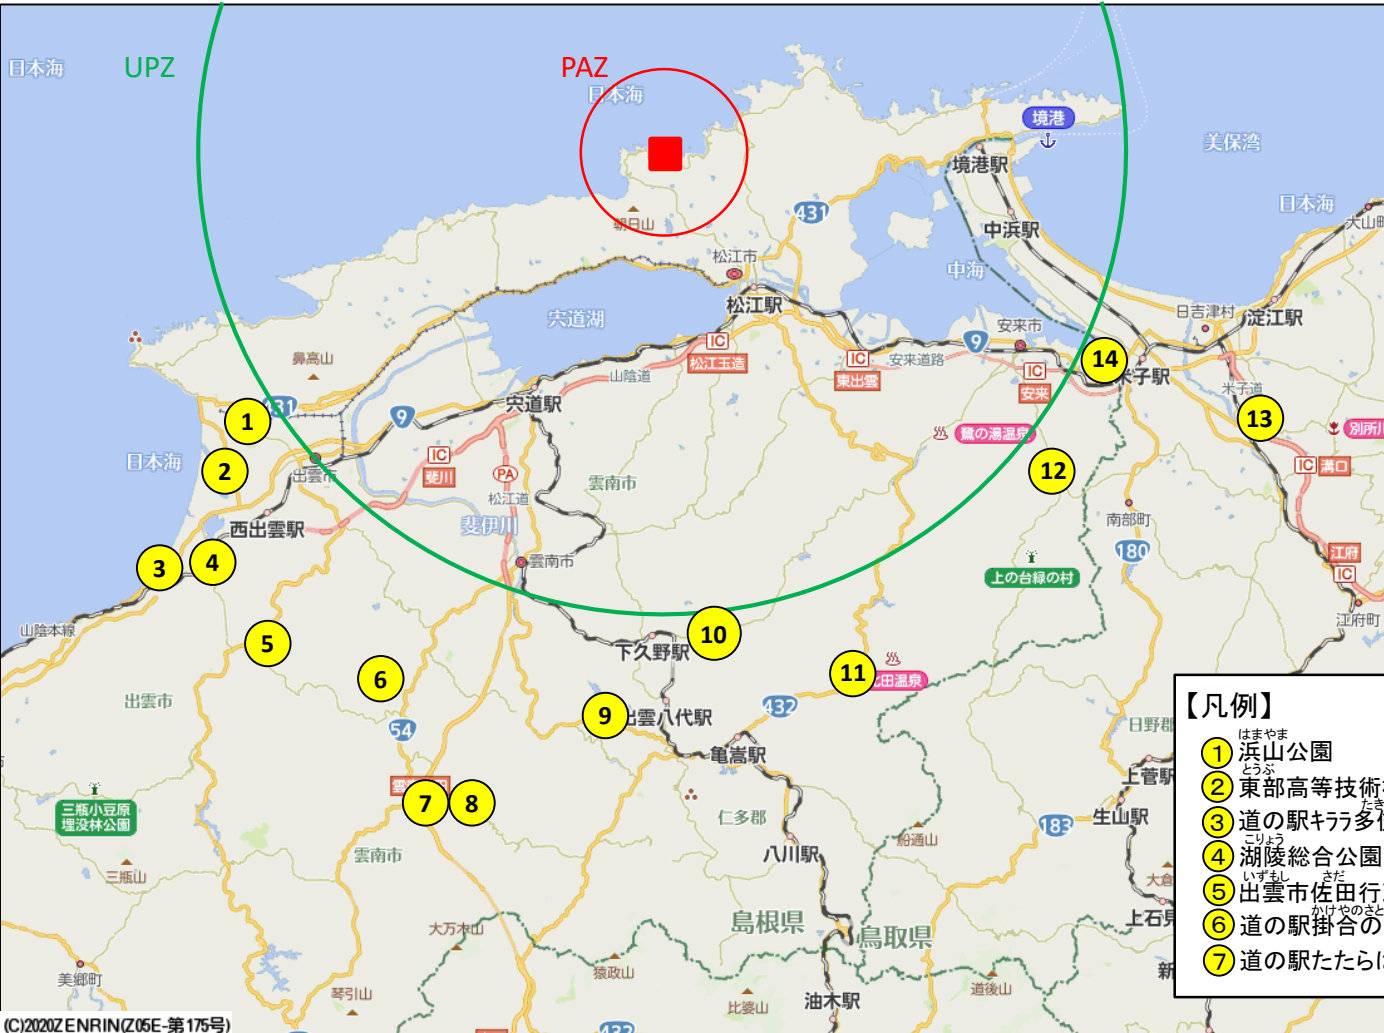 UPZ
PAZ
日本海
日本海
境港
美保湾
境港駅
日本海
大山町
朝日山
431
中浜駅
松江市
中海
松江駅
日吉津村
淀江駅
宍道湖
安来市
9
IC
松江玉造
IC
東出雲
安来道路
IC
安来
14
米子駅
米子道
鼻高山
山陰道
431
1
9
宍道駅
13
鷺の湯温泉
別所川
日本海
2
出雲市
IC
斐川
PA
松江道
雲南市
12
IC
溝口
西出雲駅
斐伊川
南部町
180
江府
IC
3
4
雲南市
上の台緑の村
江府町
山陰本線
5
10
下久野駅
6
11
出雲市
54
9
出雲八代駅
432
亀嵩駅
日野郡
上菅駅
7
8
三瓶小豆原
埋没林公園
仁多郡
183
生山駅
雲南市
八川駅
船通山
三瓶山
大倉
大万木山
島根県
鳥取県
上石見
美郷町
猿政山
新
琴引山
比婆山
油木駅
道後山
432
【凡例】
はまやま
1 浜山公園
とうぶ
2 東部高等技術
たき
3 道の駅キララ多伎
こりょう
4 湖陵総合公園
いずもし さだ
5 出雲市佐田行
かけやのさと
6 道の駅掛合の
7 道の駅たたらば
(C)2020ZENRIN(Z05E-第175号)